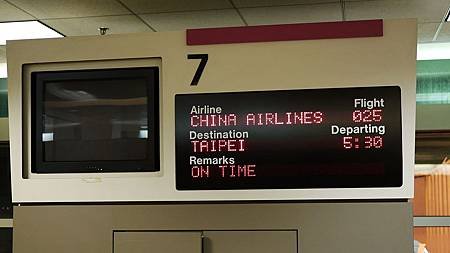 7
Airline Flight
CHINA AIRLINES 025
Destination Departing
TAIPEI 5:30
Remarks
ON TIME